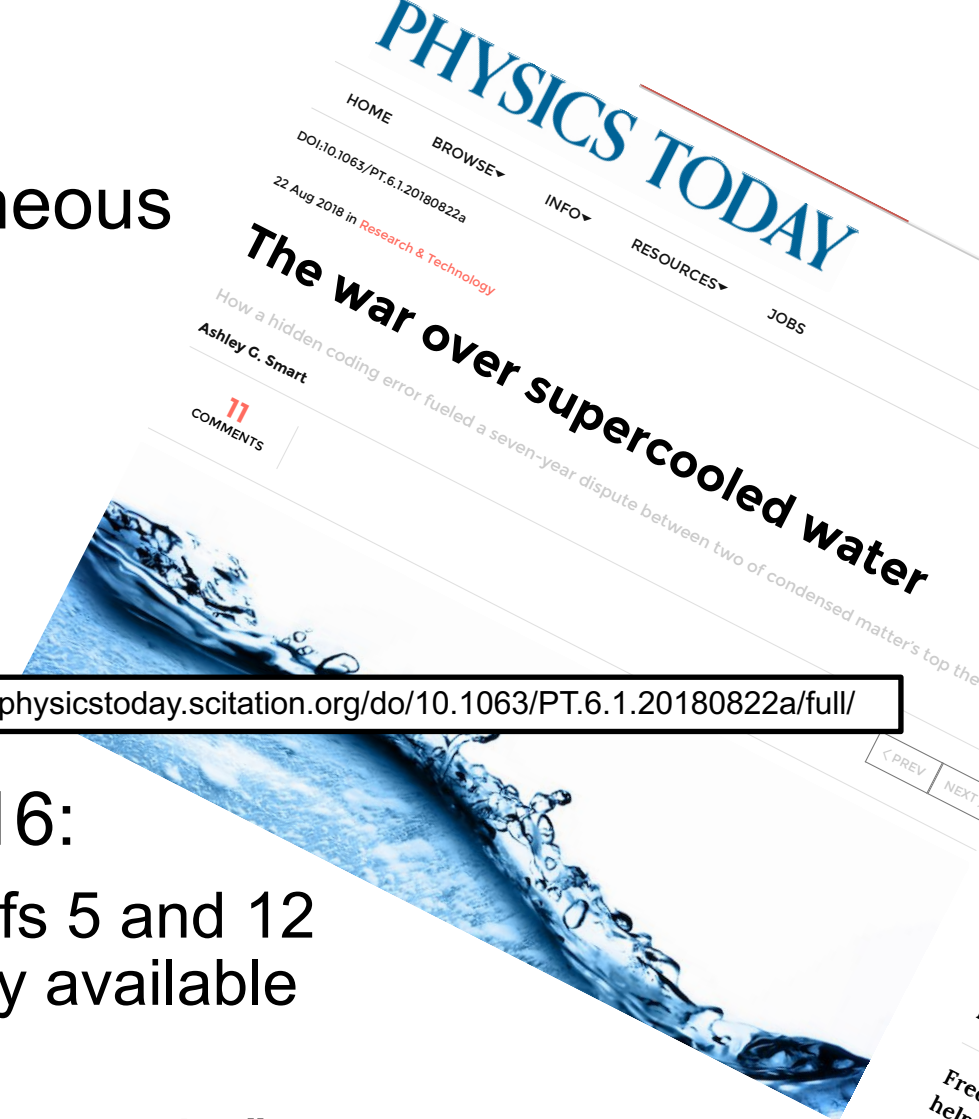 PHYSICS TODAY
HOME BROWSE▾ INFO▾ RESOURCES▾ JOBS
DOI:10.1063/PT.6.1.20180822a
22 Aug 2018 in Research & Technology
neous
The war over supercooled water
How a hidden coding error fueled a seven-year dispute between two of condensed matter's top the
Ashley G. Smart
11
COMMENTS
physicstoday.scitation.org/do/10.1063/PT.6.1.20180822a/full/
< PREV NEXT
16:
fs 5 and 12
y available
Free
help